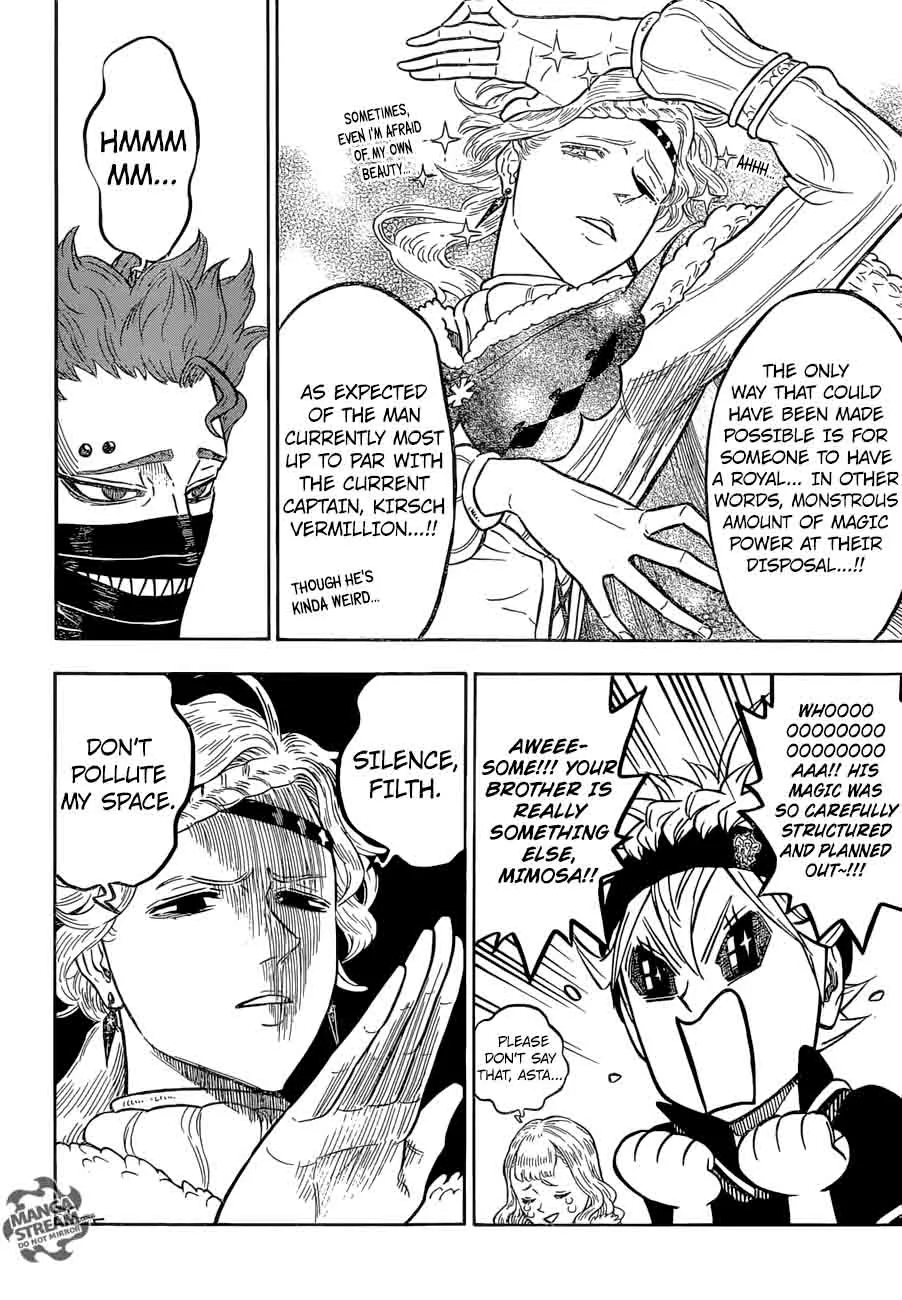 THE ONLY
WAY THAT COULD
HAVE BEEN MADE
POSSIBLE IS FOR
SOMEONE TO HAVE
A ROYAL... IN OTHER
WORDS, MONSTROUS
AMOUNT OF MAGIC
POWER AT THEIR
DISPOSAL...!!
AHHH...
SOMETIMES,
EVEN I'M AFRAID
OF MY OWN
BEAUTY...
AS EXPECTED
OF THE MAN
CURRENTLY MOST
UP TO PAR WITH
THE CURRENT
CAPTAIN, KIRSCH
VERMILLION...!!
THOUGH HE'S
KINDA WEIRD...
HMMM
MM...
WHOOOO
OOOOOOOO
OOOOOOOO
AAA!! HIS
MAGIC WAS
SO CAREFULLY
STRUCTURED
AND PLANNED
OUT~!!!
AWEEE-
SOME!!! YOUR
BROTHER IS
REALLY
SOMETHING
ELSE,
MIMOSA!!
PLEASE
DON'T SAY
THAT, ASTA...
SILENCE,
FILTH.
DON'T
POLLUTE
MY SPACE.
MANGA
STREAM
DO NOT MIRROR